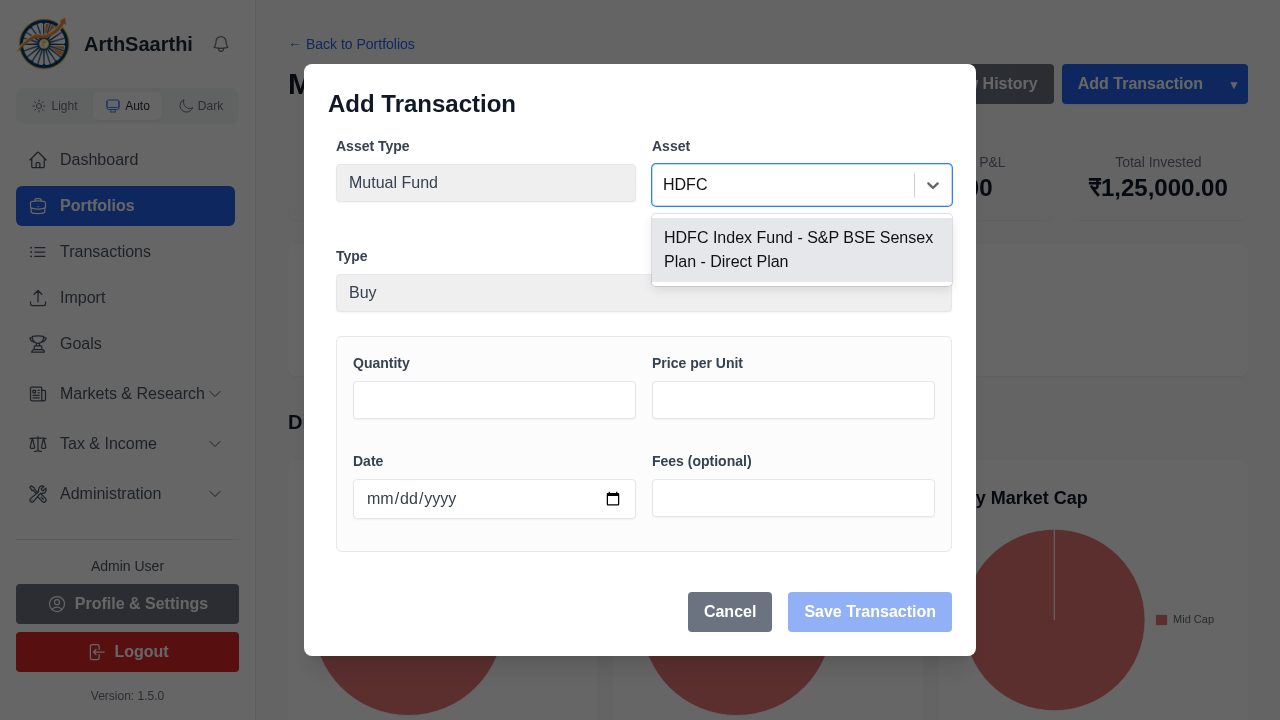 ArthSaarthi
Light
Auto
Dark
Dashboard
Portfolios
Transactions
Import
Goals
Markets & Research
Tax & Income
Administration
Admin User
Profile & Settings
Logout
Version: 1.5.0
← Back to Portfolios
M
History
Add Transaction ▾
P&L
Total Invested
00
₹1,25,000.00
D
y Market Cap
Mid Cap
Add Transaction
Asset Type
Asset
Mutual Fund
HDFC
HDFC Index Fund - S&P BSE Sensex
Plan - Direct Plan
Type
Buy
Quantity
Price per Unit
Date
Fees (optional)
mm/dd/yyyy
Cancel
Save Transaction